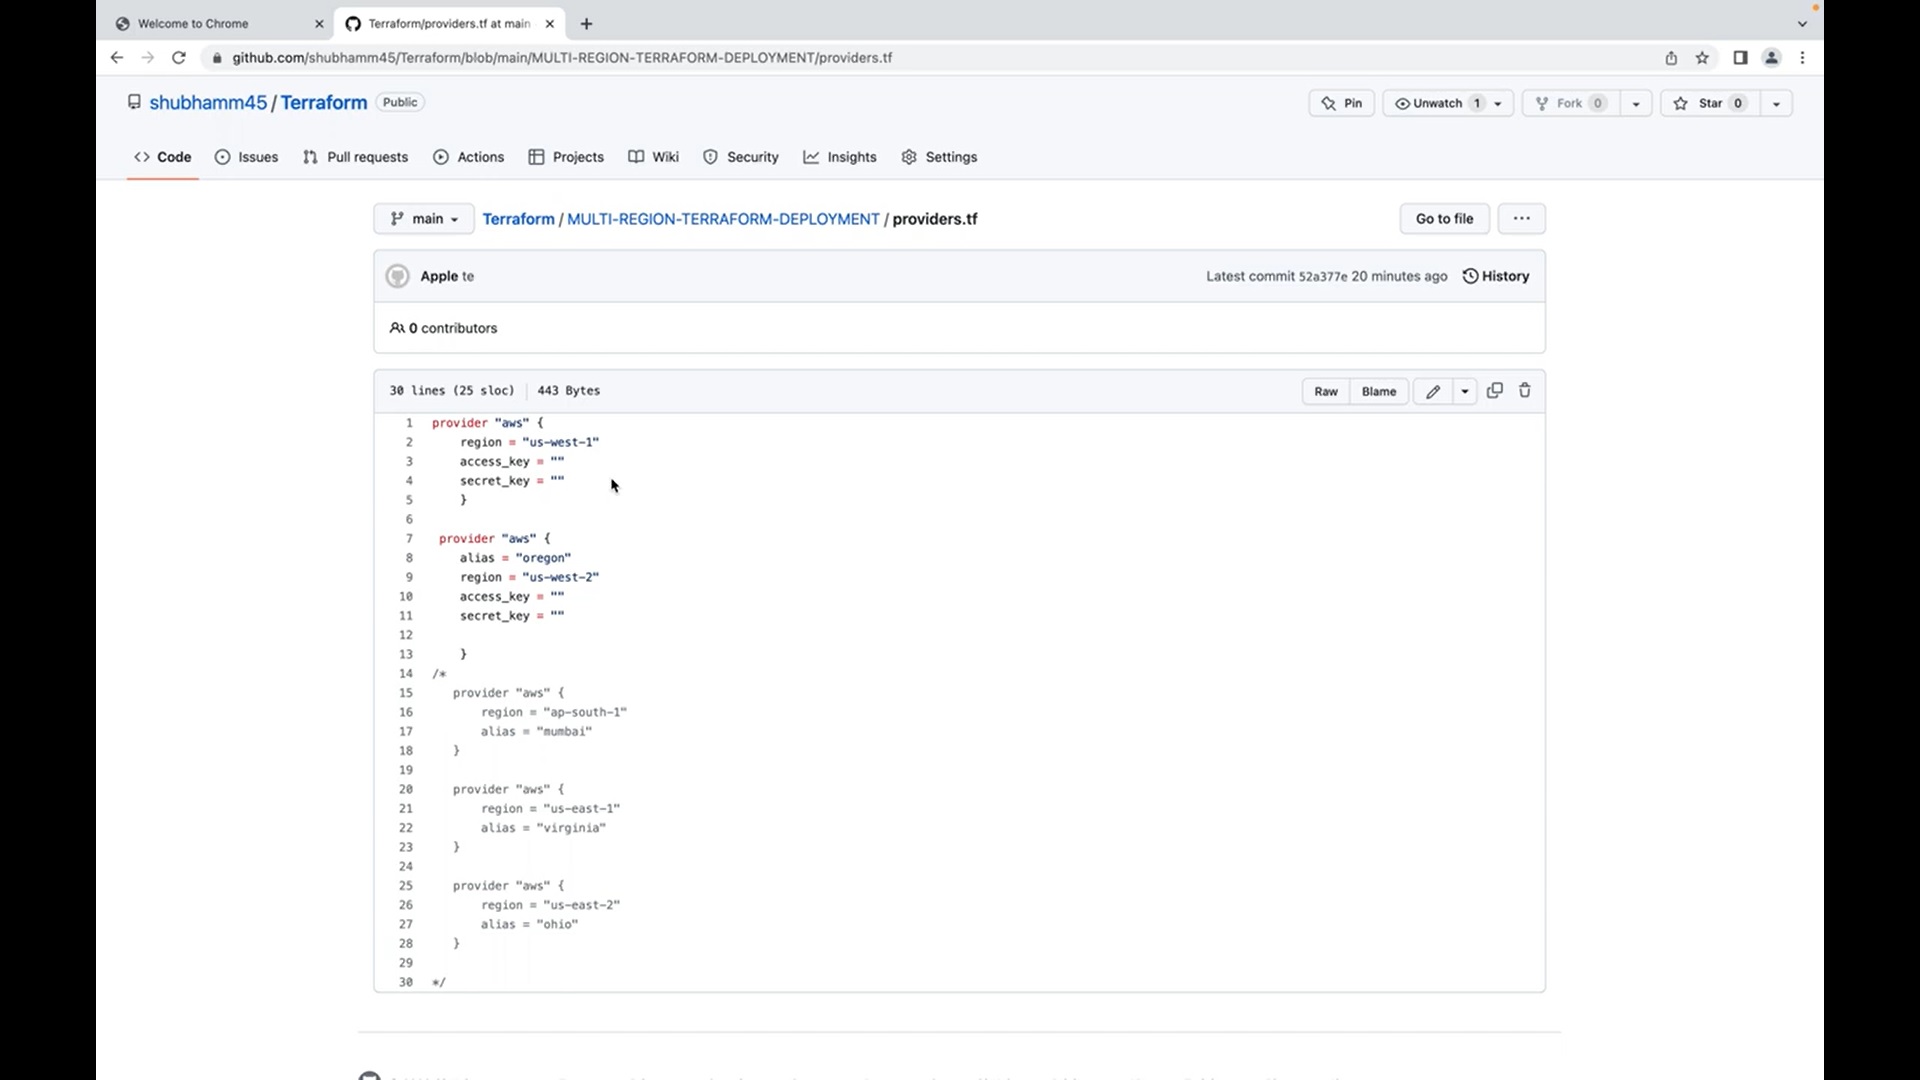 Welcome to Chrome
Terraform/providers.tf at main
github.com/shubhamm45/Terraform/blob/main/MULTI-REGION-TERRAFORM-DEPLOYMENT/providers.tf
shubhamm45 / Terraform Public
Pin Unwatch 1 Fork 0 Star 0
Code Issues Pull requests Actions Projects Wiki Security Insights Settings
main Terraform / MULTI-REGION-TERRAFORM-DEPLOYMENT / providers.tf Go to file ...
Apple te Latest commit 52a377e 20 minutes ago History
0 contributors
30 lines (25 sloc) 443 Bytes Raw Blame
1 provider "aws" {
2 region = "us-west-1"
3 access_key = ""
4 secret_key = ""
5 }
6
7 provider "aws" {
8 alias = "oregon"
9 region = "us-west-2"
10 access_key = ""
11 secret_key = ""
12
13 }
14 /*
15 provider "aws" {
16 region = "ap-south-1"
17 alias = "mumbai"
18 }
19
20 provider "aws" {
21 region = "us-east-1"
22 alias = "virginia"
23 }
24
25 provider "aws" {
26 region = "us-east-2"
27 alias = "ohio"
28 }
29
30 */